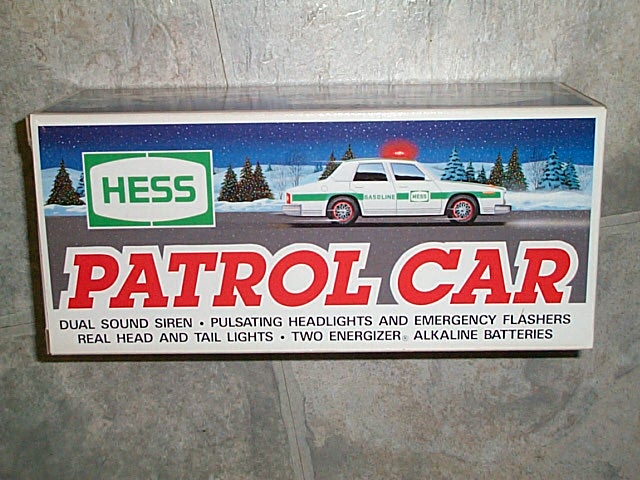 HESS
GASOLINE HESS
PATROL CAR
DUAL SOUND SIREN • PULSATING HEADLIGHTS AND EMERGENCY FLASHERS
REAL HEAD AND TAIL LIGHTS • TWO ENERGIZER® ALKALINE BATTERIES